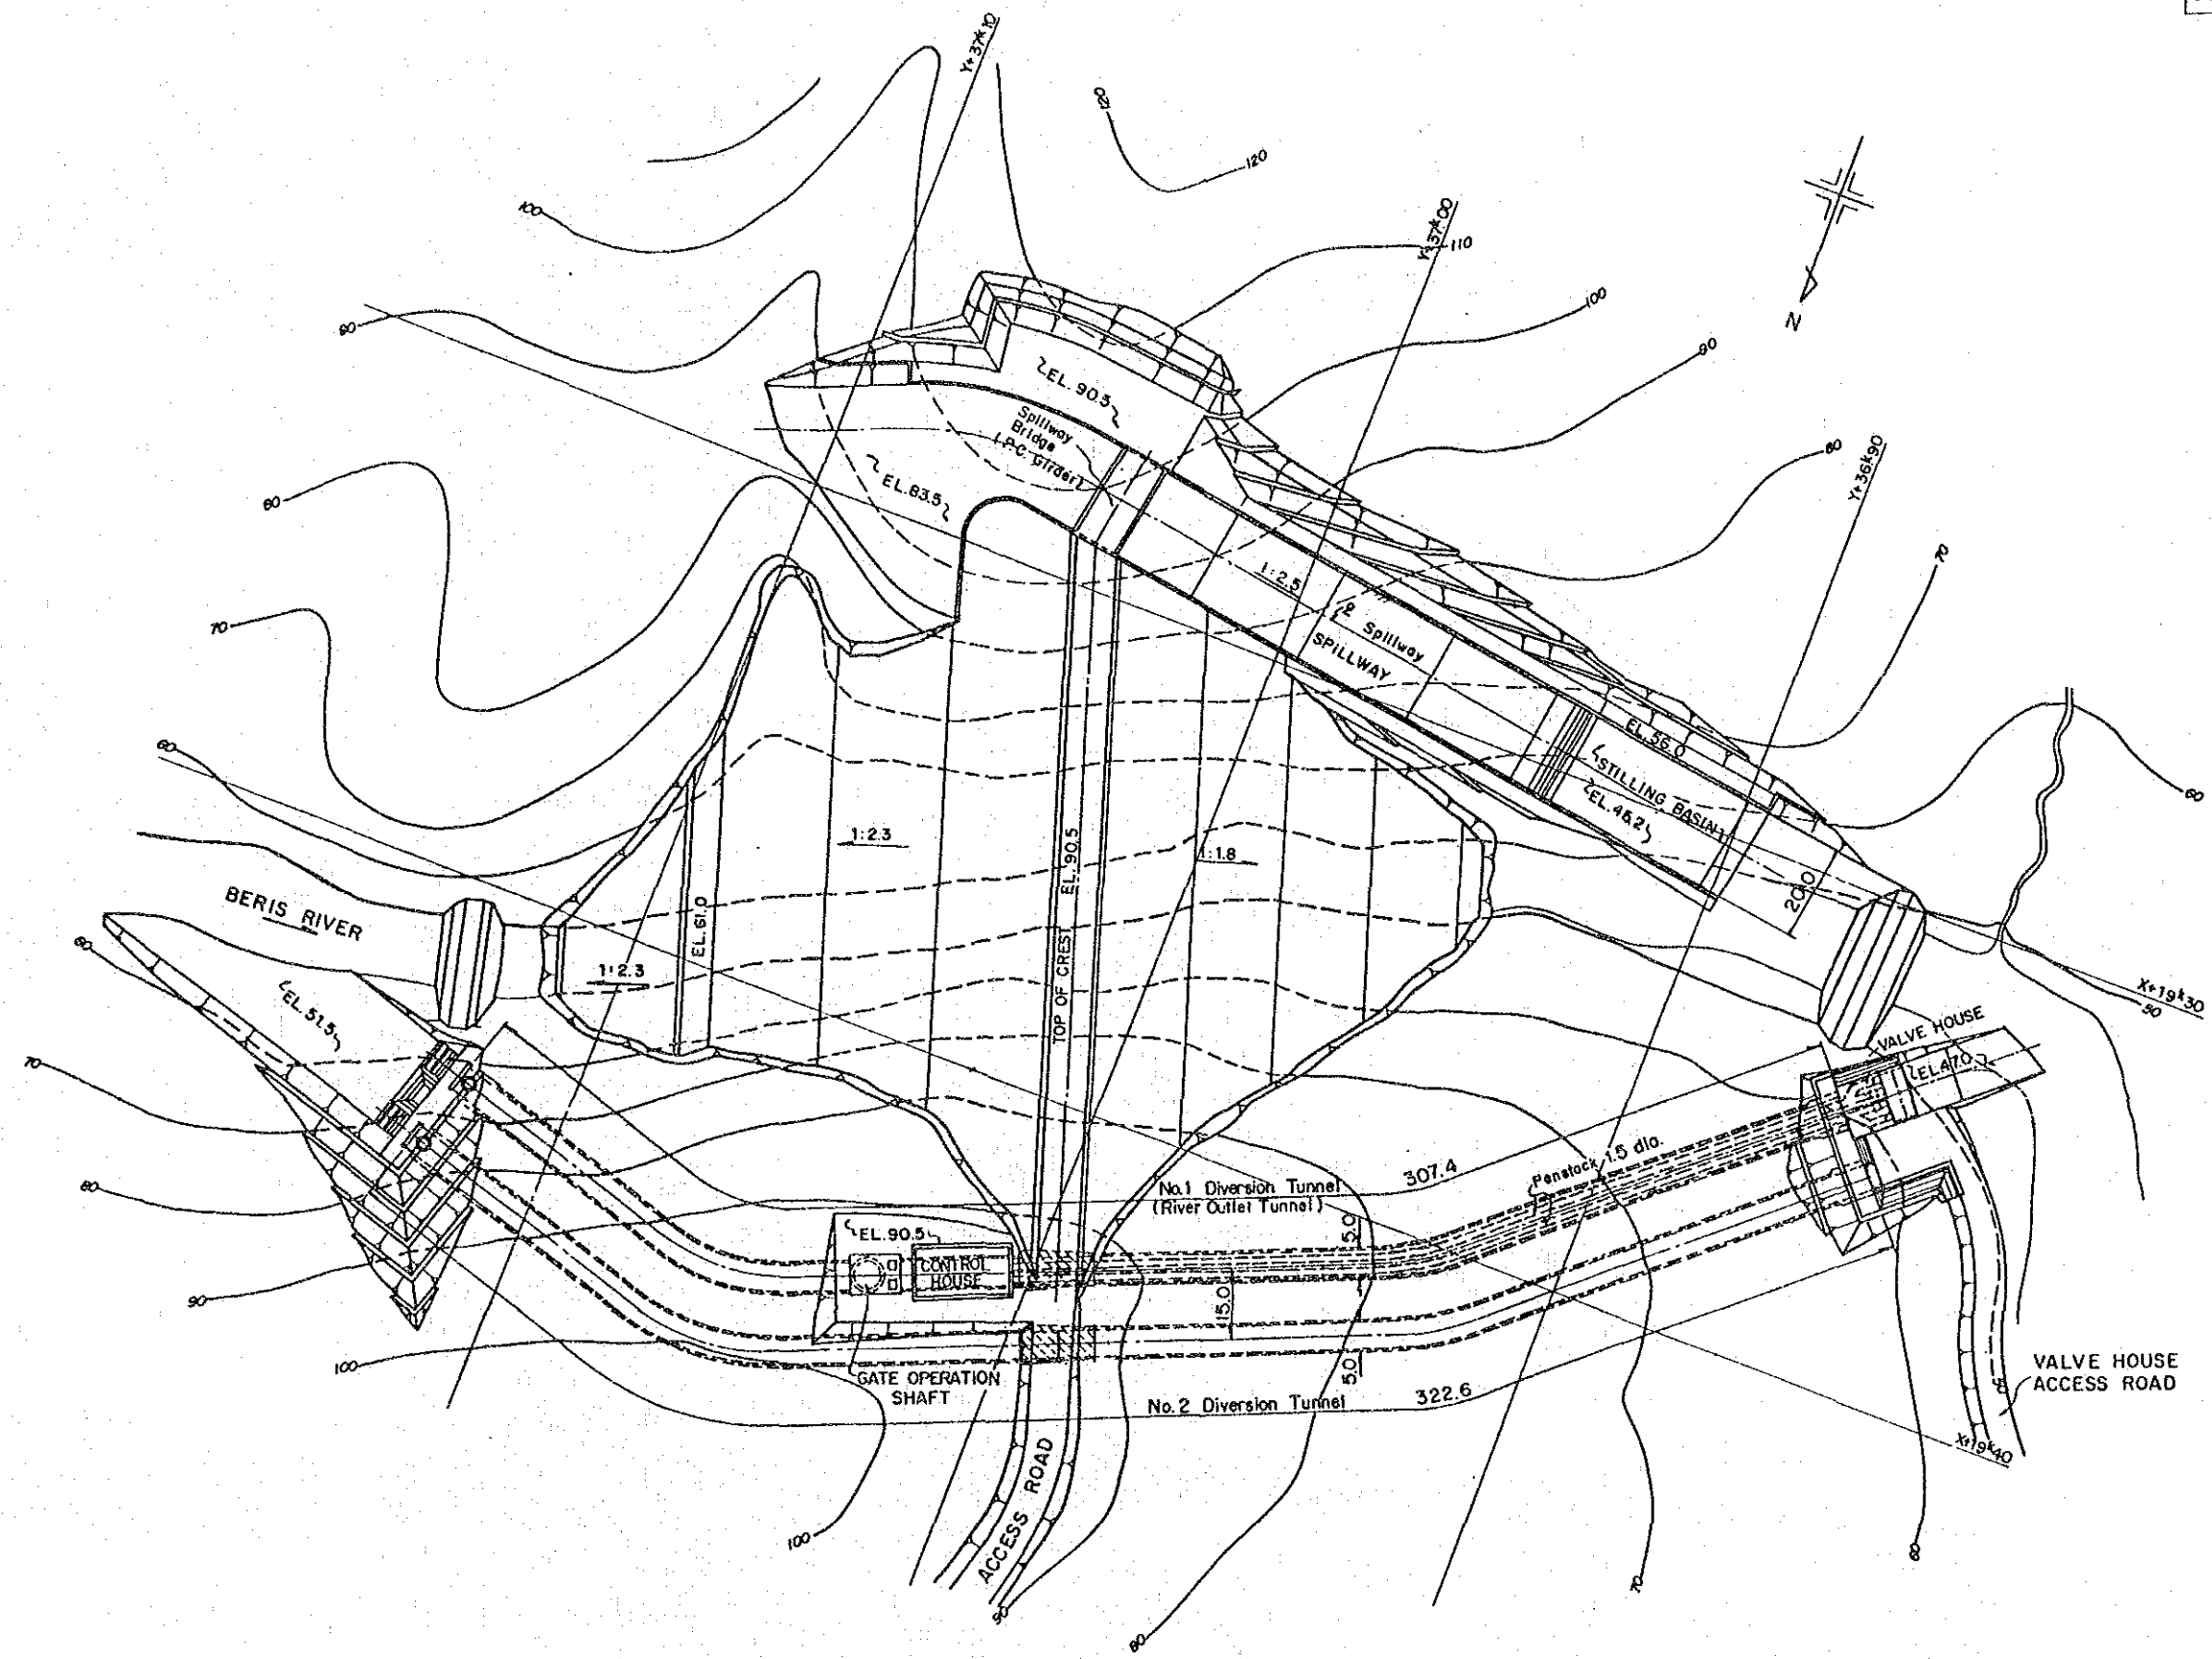 Y+37k10
120
120
100
Y+37k00
110
N
100
80
EL. 90.5
90
Spillway
Bridge
(P.C. Girder)
80
Y+36k90
80
EL.83.5
70
1:2.5
70
Spillway
SPILLWAY
60
EL.56.0
STILLING BASIN
EL.46.2
60
1:2.3
EL.90.5
1:1.8
20.0
BERIS RIVER
EL.61.0
60
1:2.3
TOP OF CREST
X+19k30
50
EL.51.5
VALVE HOUSE
EL.47.0
70
Penstock 1.5 dia.
307.4
80
No.1 Diversion Tunnel
(River Outlet Tunnel)
EL.90.5
5.0
CONTROL
HOUSE
90
15.0
100
GATE OPERATION
SHAFT
5.0
VALVE HOUSE
ACCESS ROAD
322.6
No.2 Diversion Tunnel
X+19k40
ACCESS ROAD
100
60
70
90
80